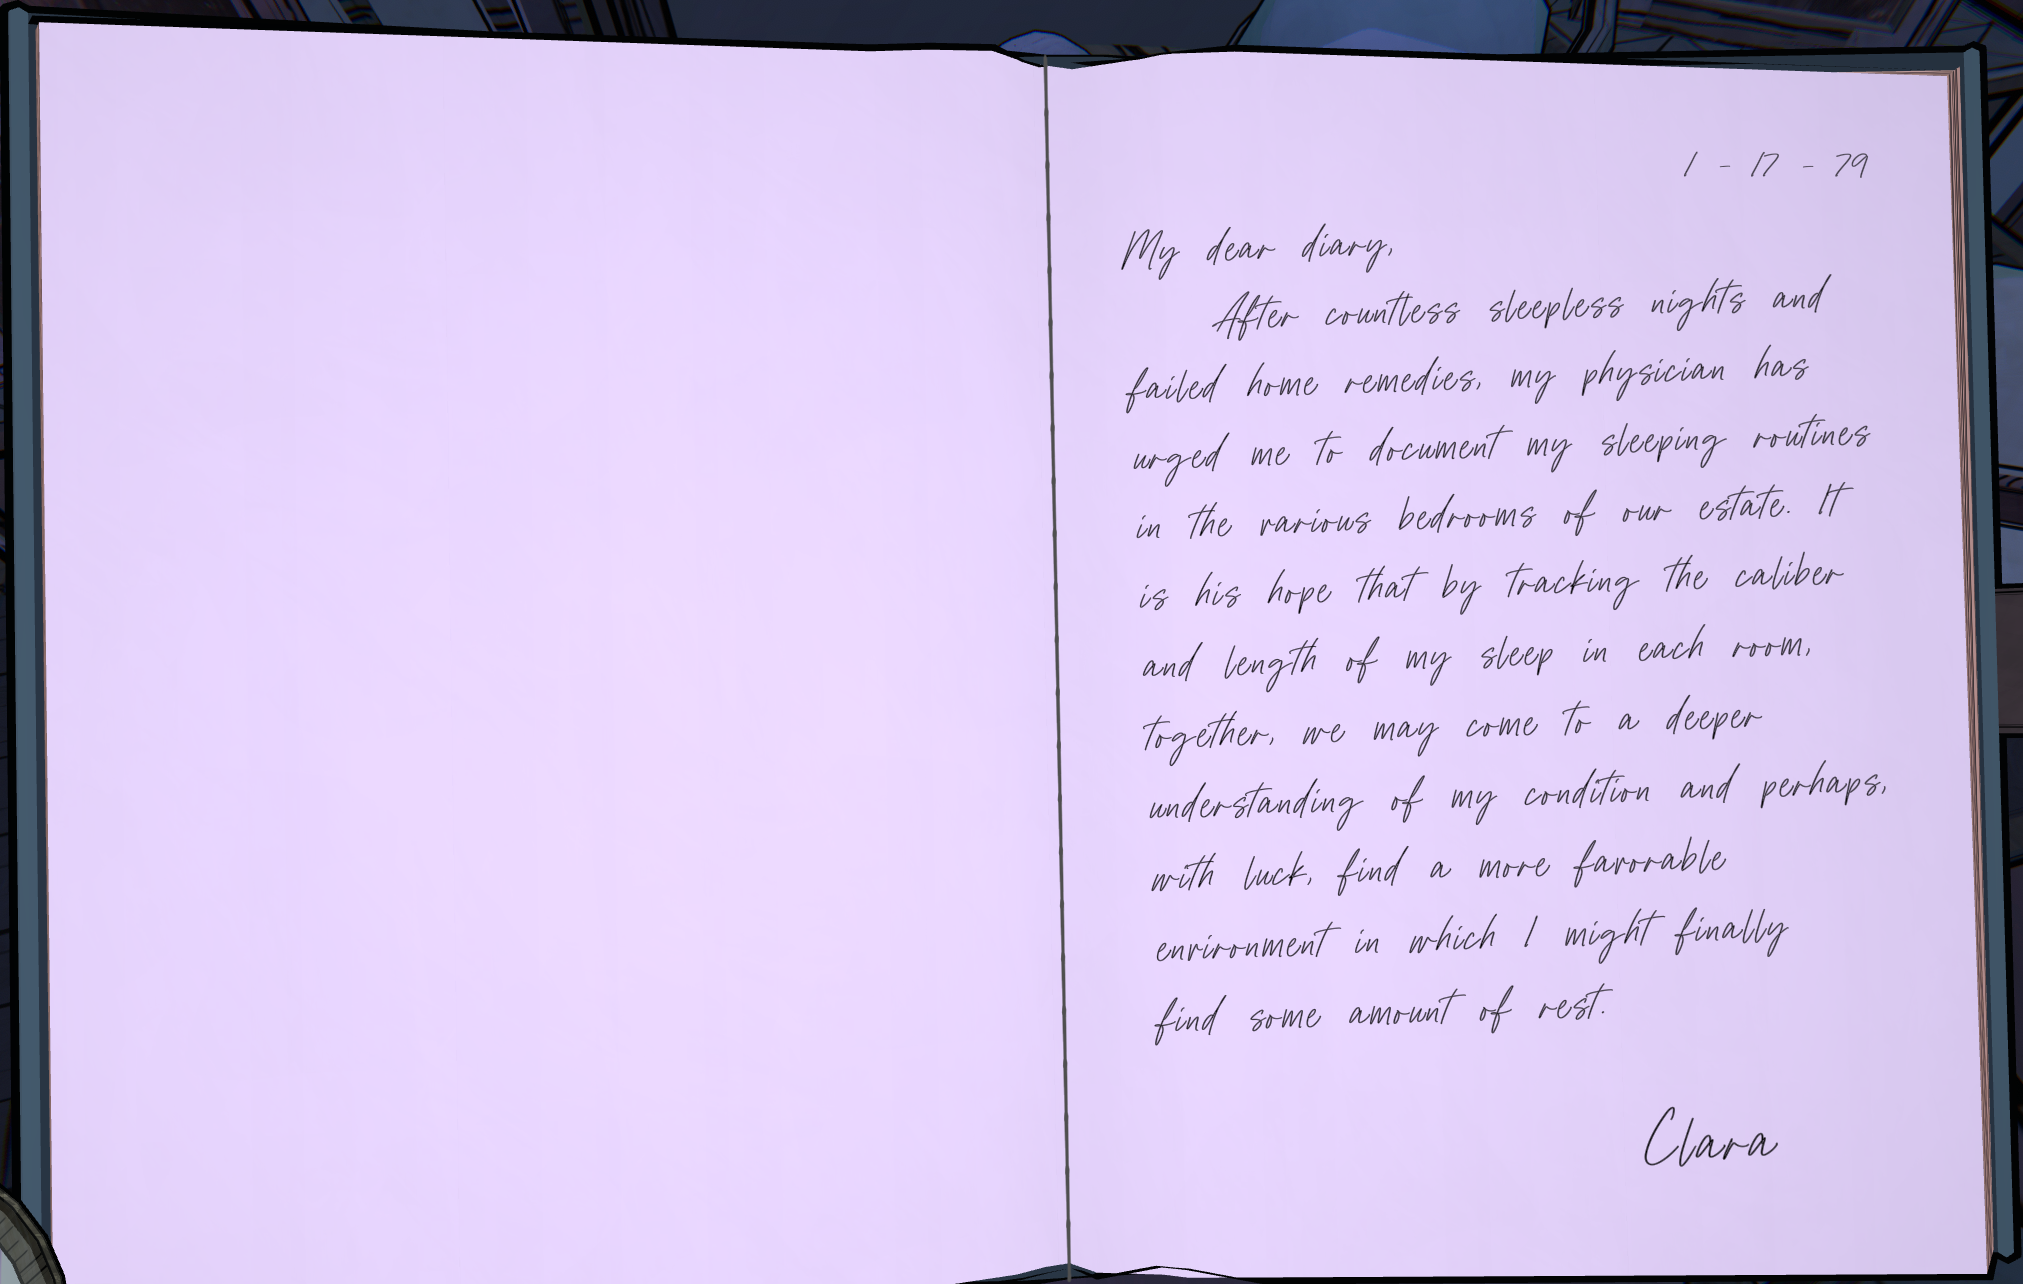 1 - 17 - 79
My dear diary,
After countless sleepless nights and
failed home remedies, my physician has
urged me to document my sleeping routines
in the various bedrooms of our estate. It
is his hope that by tracking the caliber
and length of my sleep in each room,
together, we may come to a deeper
understanding of my condition and perhaps,
with luck, find a more favorable
environment in which I might finally
find some amount of rest.
Clara